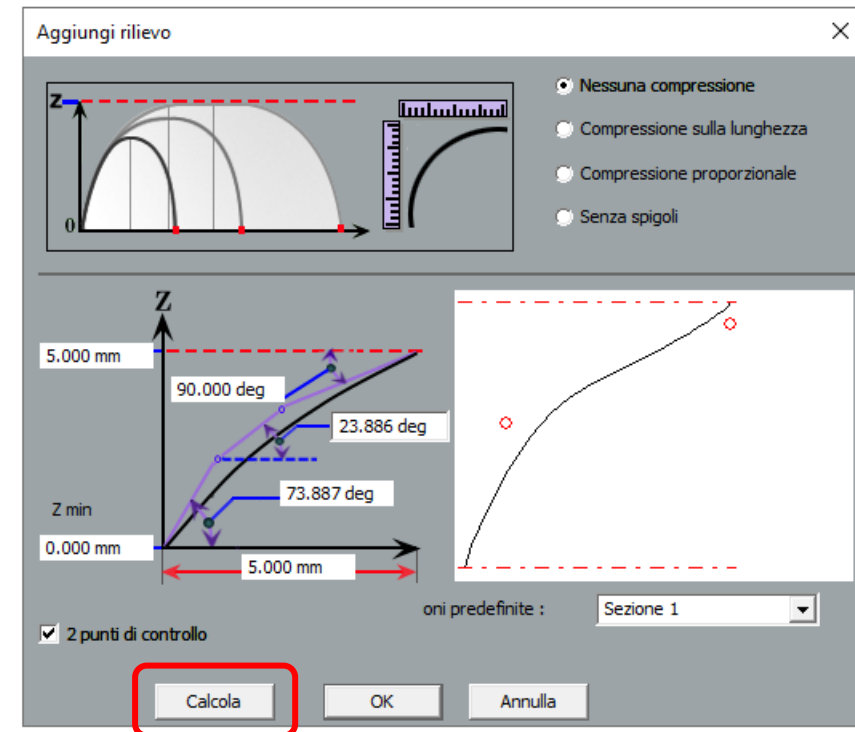 Aggiungi rilievo
Z
0
Nessuna compressione
Compressione sulla lunghezza
Compressione proporzionale
Senza spigoli
Z
5.000 mm
90.000 deg
23.886 deg
73.887 deg
Z min
0.000 mm
5.000 mm
oni predefinite :
Sezione 1
2 punti di controllo
Calcola
OK
Annulla